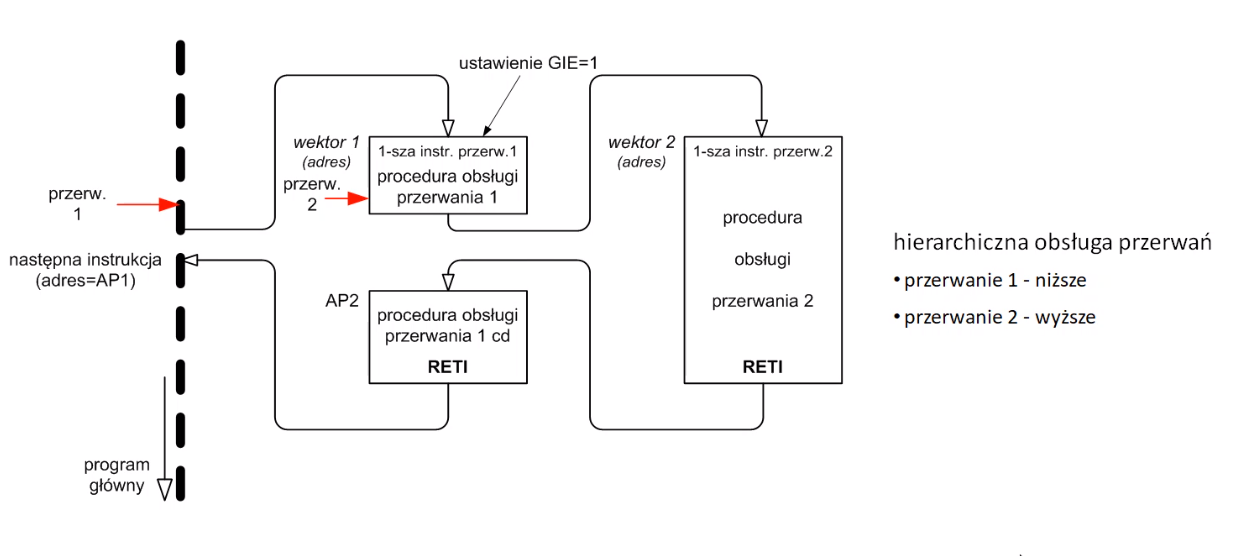 ustawienie GIE=1
wektor 1
(adres)
1-sza instr. przerw.1
procedura obsługi
przerwania 1
przerw.
2
wektor 2
(adres)
1-sza instr. przerw.2
procedura
obsługi
przerwania 2
RETI
przerw.
1
następna instrukcja
(adres=AP1)
AP2
procedura obsługi
przerwania 1 cd
RETI
program
główny
hierarchiczna obsługa przerwań
• przerwanie 1 - niższe
• przerwanie 2 - wyższe